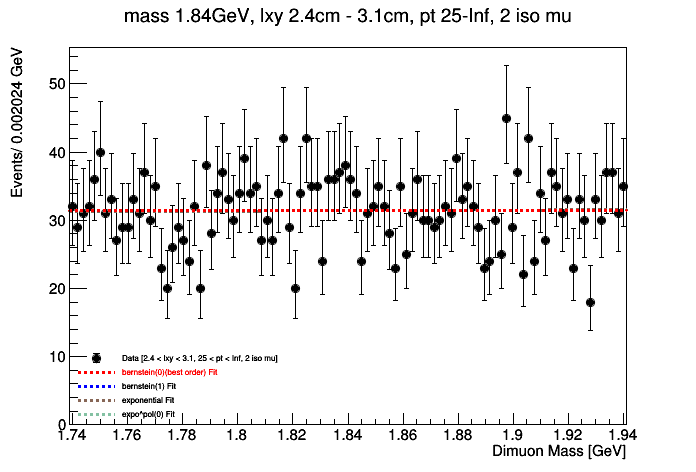 mass 1.84GeV, lxy 2.4cm - 3.1cm, pt 25-Inf, 2 iso mu
Events/ 0.002024 GeV
50
40
30
20
10
0
Data [2.4 < lxy < 3.1, 25 < pt < Inf, 2 iso mu]
bernstein(0)(best order) Fit
bernstein(1) Fit
exponential Fit
expo*pol(0) Fit
1.74 1.76 1.78 1.8 1.82 1.84 1.86 1.88 1.9 1.92 1.94
Dimuon Mass [GeV]